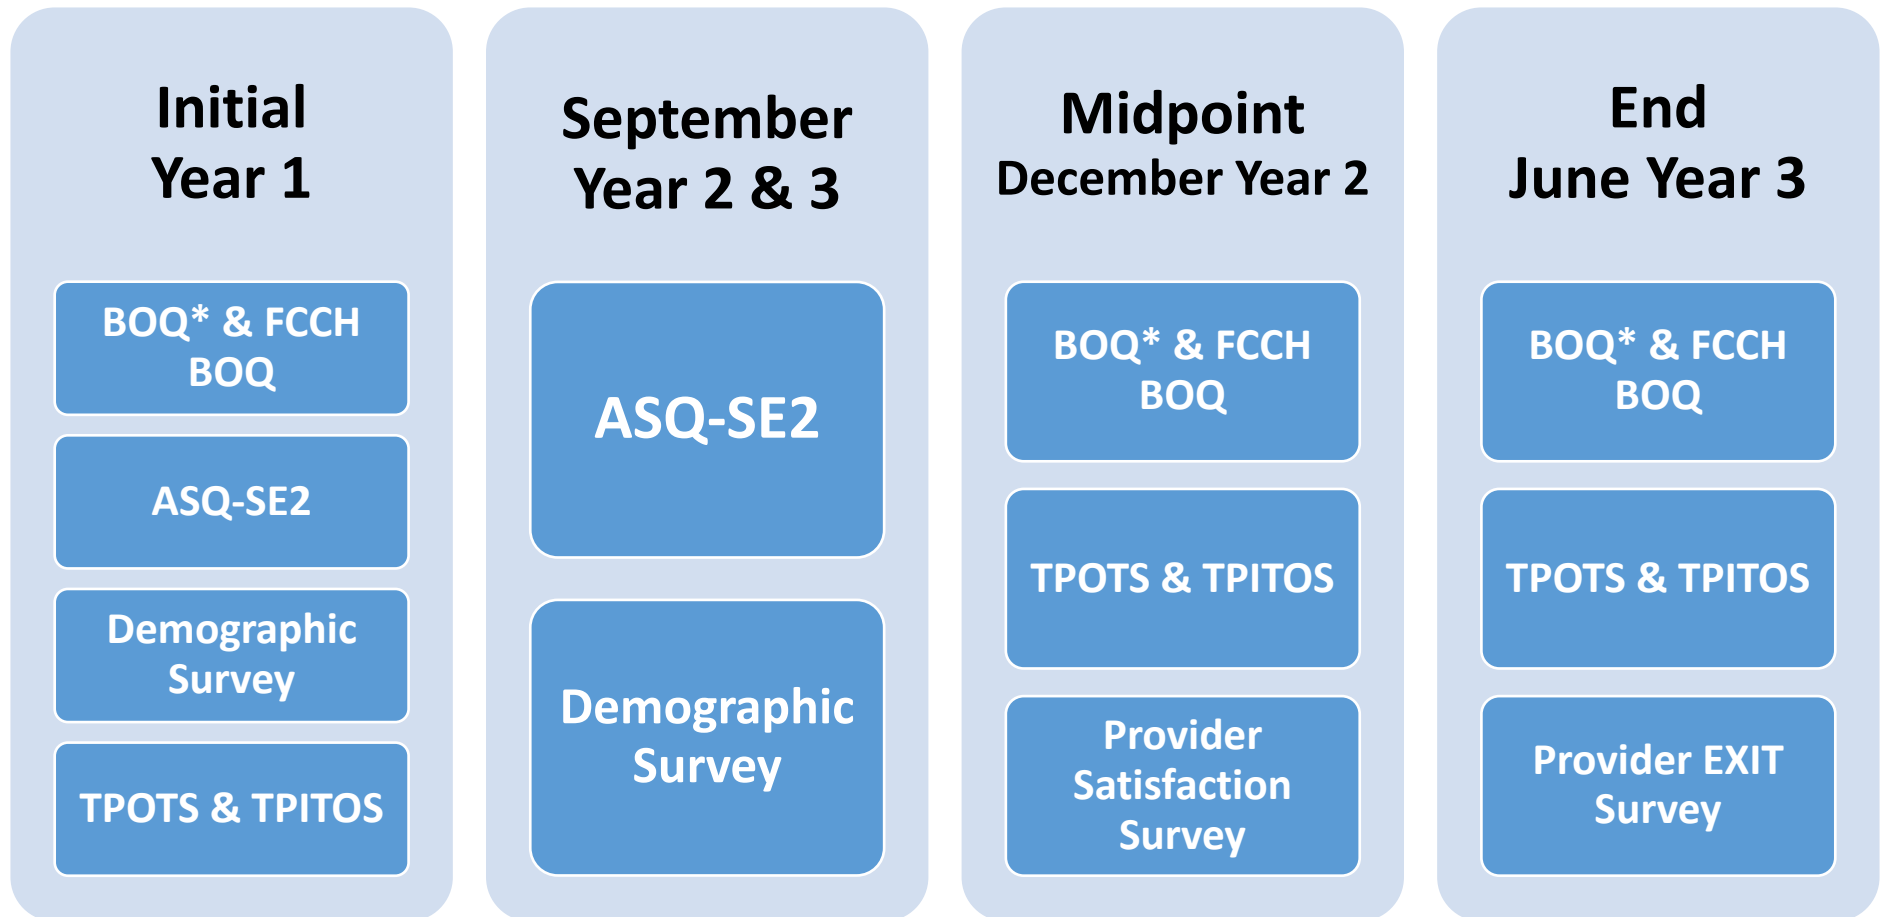 Initial
Year 1
BOQ* & FCCH
BOQ
ASQ-SE2
Demographic
Survey
TPOTS & TPITOS
September
Year 2 & 3
ASQ-SE2
Demographic
Survey
Midpoint
December Year 2
BOQ* & FCCH
BOQ
TPOTS & TPITOS
Provider
Satisfaction
Survey
End
June Year 3
BOQ* & FCCH
BOQ
TPOTS & TPITOS
Provider EXIT
Survey